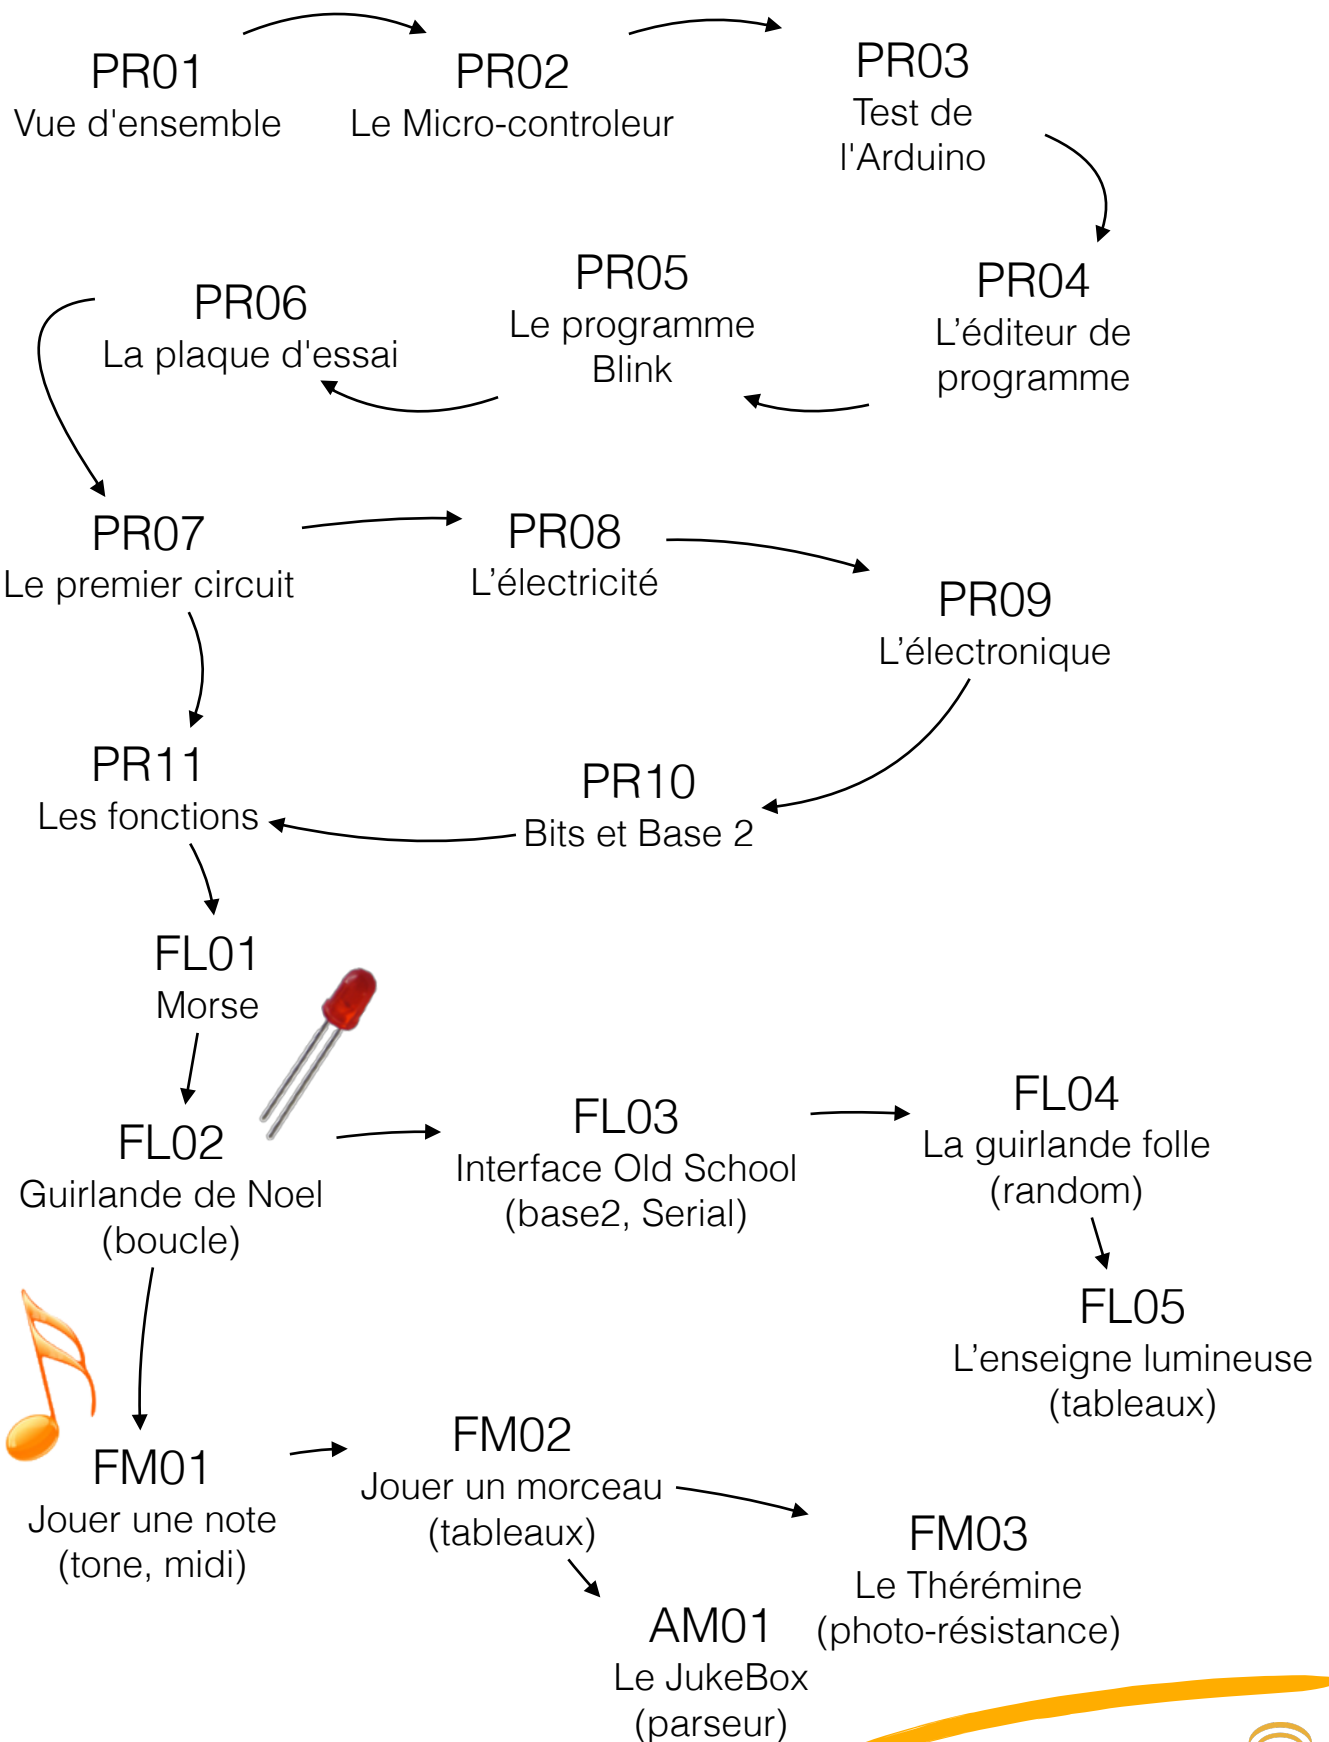 PR01
Vue d'ensemble
PR02
Le Micro-controleur
PR03
Test de
l'Arduino
PR06
La plaque d'essai
PR05
Le programme
Blink
PR04
L’éditeur de
programme
PR07
Le premier circuit
PR08
L’électricité
PR09
L’électronique
PR11
Les fonctions
PR10
Bits et Base 2
FL01
Morse
FL02
Guirlande de Noel
(boucle)
FL03
Interface Old School
(base2, Serial)
FL04
La guirlande folle
(random)
FL05
L’enseigne lumineuse
(tableaux)
FM01
Jouer une note
(tone, midi)
FM02
Jouer un morceau
(tableaux)
FM03
Le Thérémine
(photo-résistance)
AM01
Le JukeBox
(parseur)